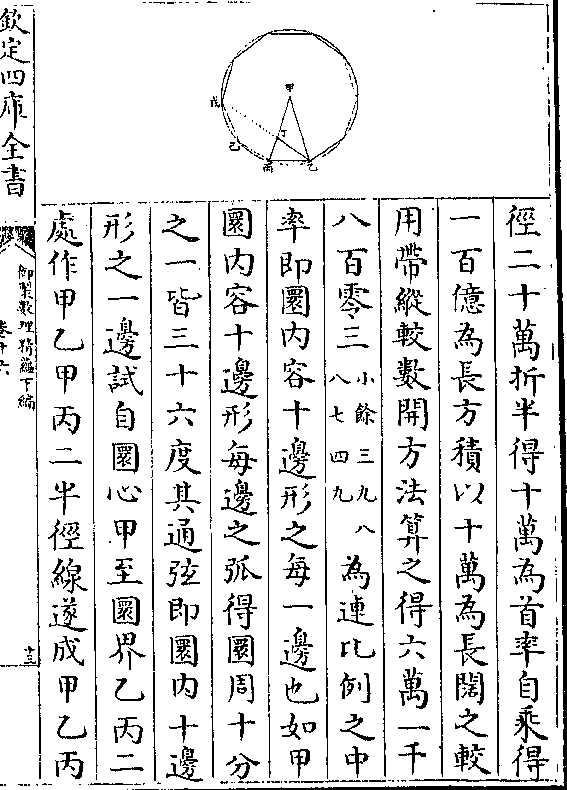 徑二十萬折半得十萬為首率自乘得
一百億為長方積以十萬為長闊之較
用帶縱較數開方法算之得六萬一千
八百零三小餘三九八八七四九為連比例之中
率即圜内容十邊形之每一邊也如甲
圜内容十邊形每邊之弧得圜周十分
之一皆三十六度其通弦即圜内十邊
形之一邊試自圜心甲至圜界乙丙二
處作甲乙甲丙二半徑線遂成甲乙丙
欽定四庫全書
御製數理精蘊下編
卷十六
十三
甲
戊
丁
己
丙
乙